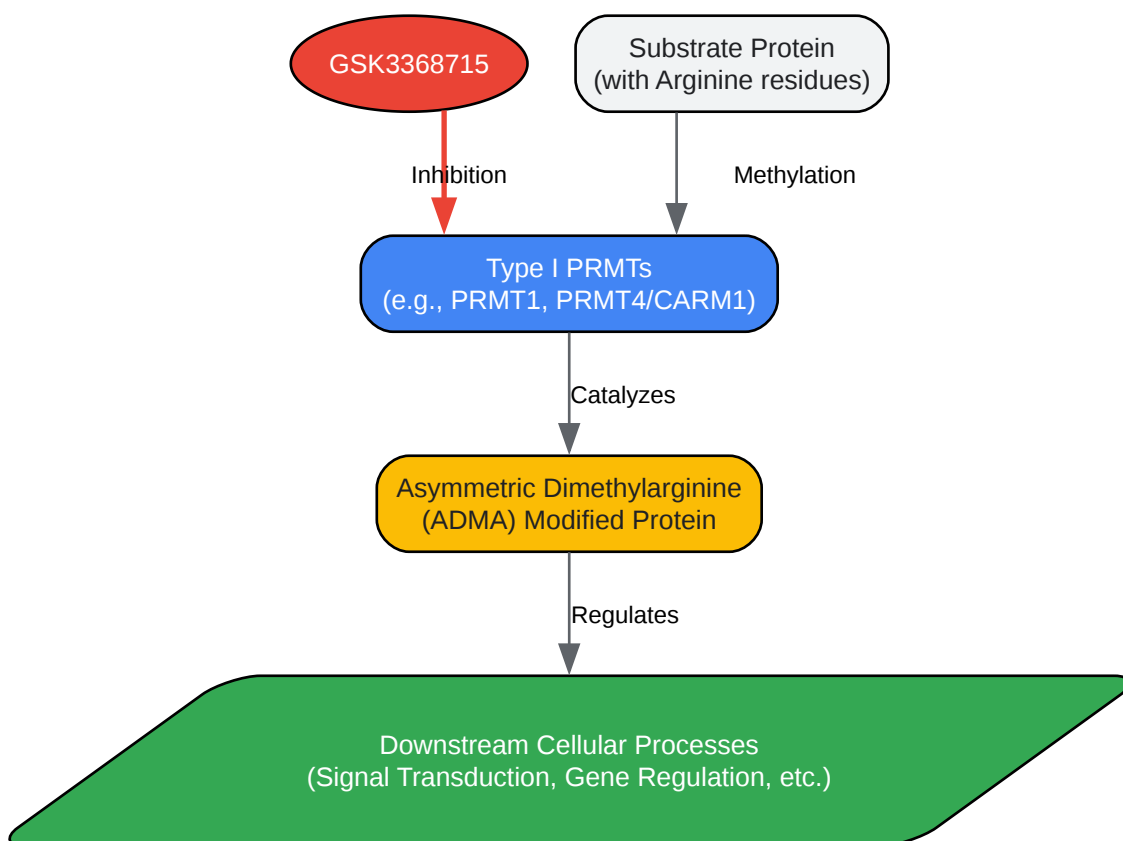 GSK3368715
Substrate Protein
(with Arginine residues)
Inhibition
Methylation
Type I PRMTs
(e.g., PRMT1, PRMT4/CARM1)
Catalyzes
Asymmetric Dimethylarginine
(ADMA) Modified Protein
Regulates
Downstream Cellular Processes
(Signal Transduction, Gene Regulation, etc.)